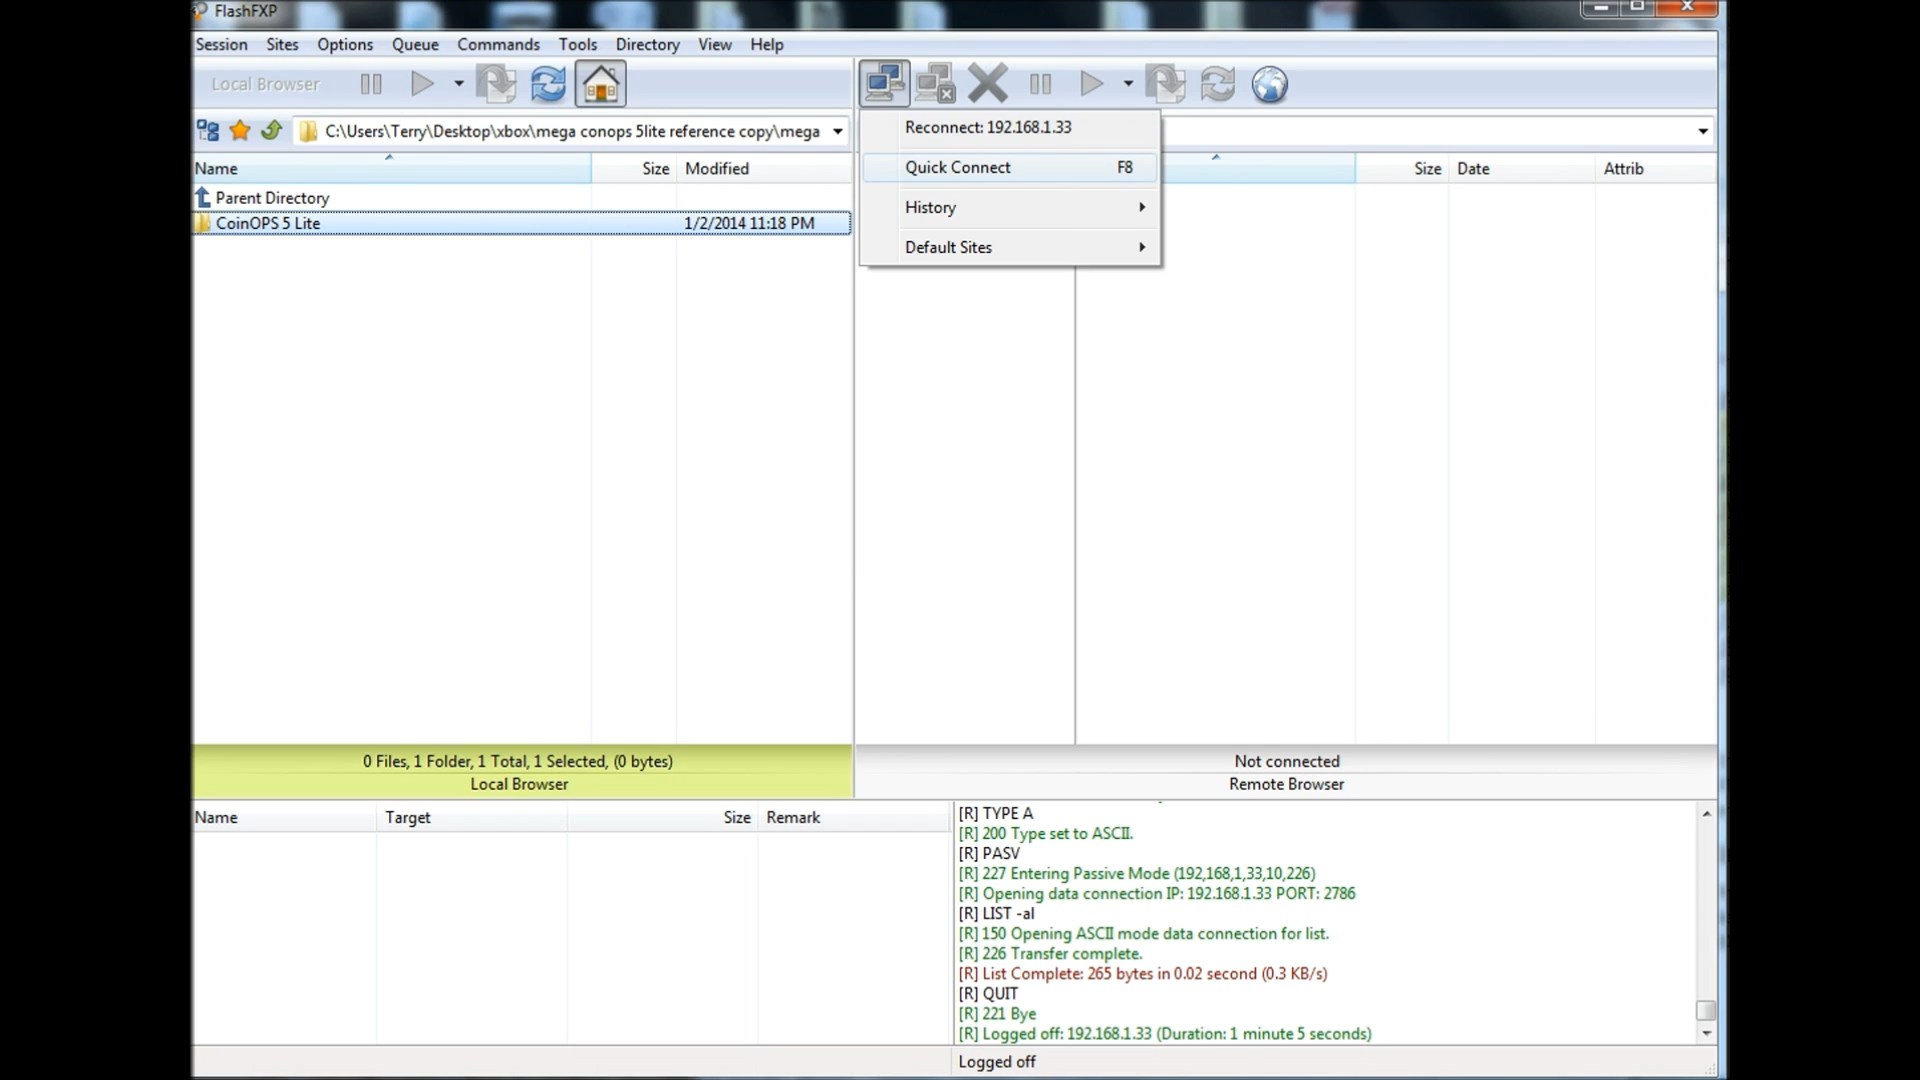 FlashFXP
Session Sites Options Queue Commands Tools Directory View Help
Local Browser
C:\Users\Terry\Desktop\xbox\mega conops 5lite reference copy\mega
Name Size Modified
Parent Directory
CoinOPS 5 Lite 1/2/2014 11:18 PM
Reconnect: 192.168.1.33
Quick Connect F8
History
Default Sites
Size Date Attrib
0 Files, 1 Folder, 1 Total, 1 Selected, (0 bytes)
Local Browser
Not connected
Remote Browser
Name Target Size Remark
[R] TYPE A
[R] 200 Type set to ASCII.
[R] PASV
[R] 227 Entering Passive Mode (192,168,1,33,10,226)
[R] Opening data connection IP: 192.168.1.33 PORT: 2786
[R] LIST -al
[R] 150 Opening ASCII mode data connection for list.
[R] 226 Transfer complete.
[R] List Complete: 265 bytes in 0.02 second (0.3 KB/s)
[R] QUIT
[R] 221 Bye
[R] Logged off: 192.168.1.33 (Duration: 1 minute 5 seconds)
Logged off